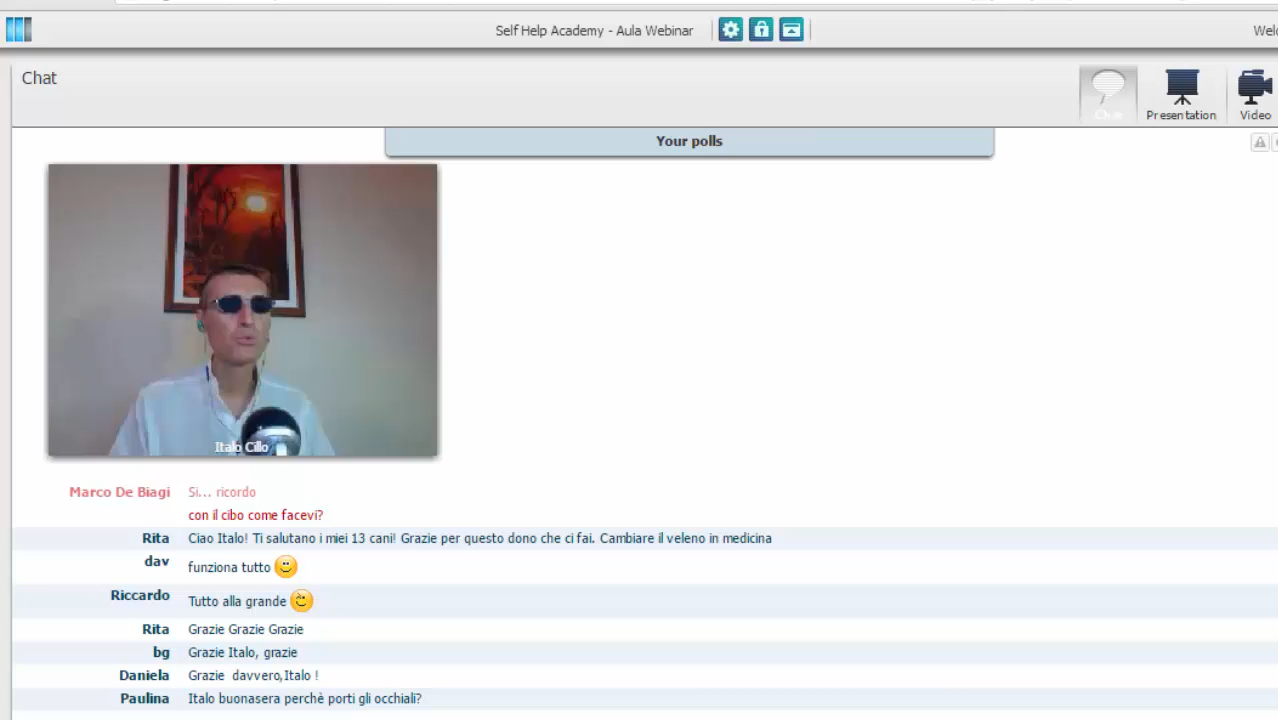 Self Help Academy - Aula Webinar
Chat
Chat
Presentation
Video
Your polls
Italo Cillo
Marco De Biagi Si... ricordo
con il cibo come facevi?
Rita Ciao Italo! Ti salutano i miei 13 cani! Grazie per questo dono che ci fai. Cambiare il veleno in medicina
dav funziona tutto
Riccardo Tutto alla grande
Rita Grazie Grazie Grazie
bg Grazie Italo, grazie
Daniela Grazie davvero,Italo !
Paulina Italo buonasera perchè porti gli occhiali?